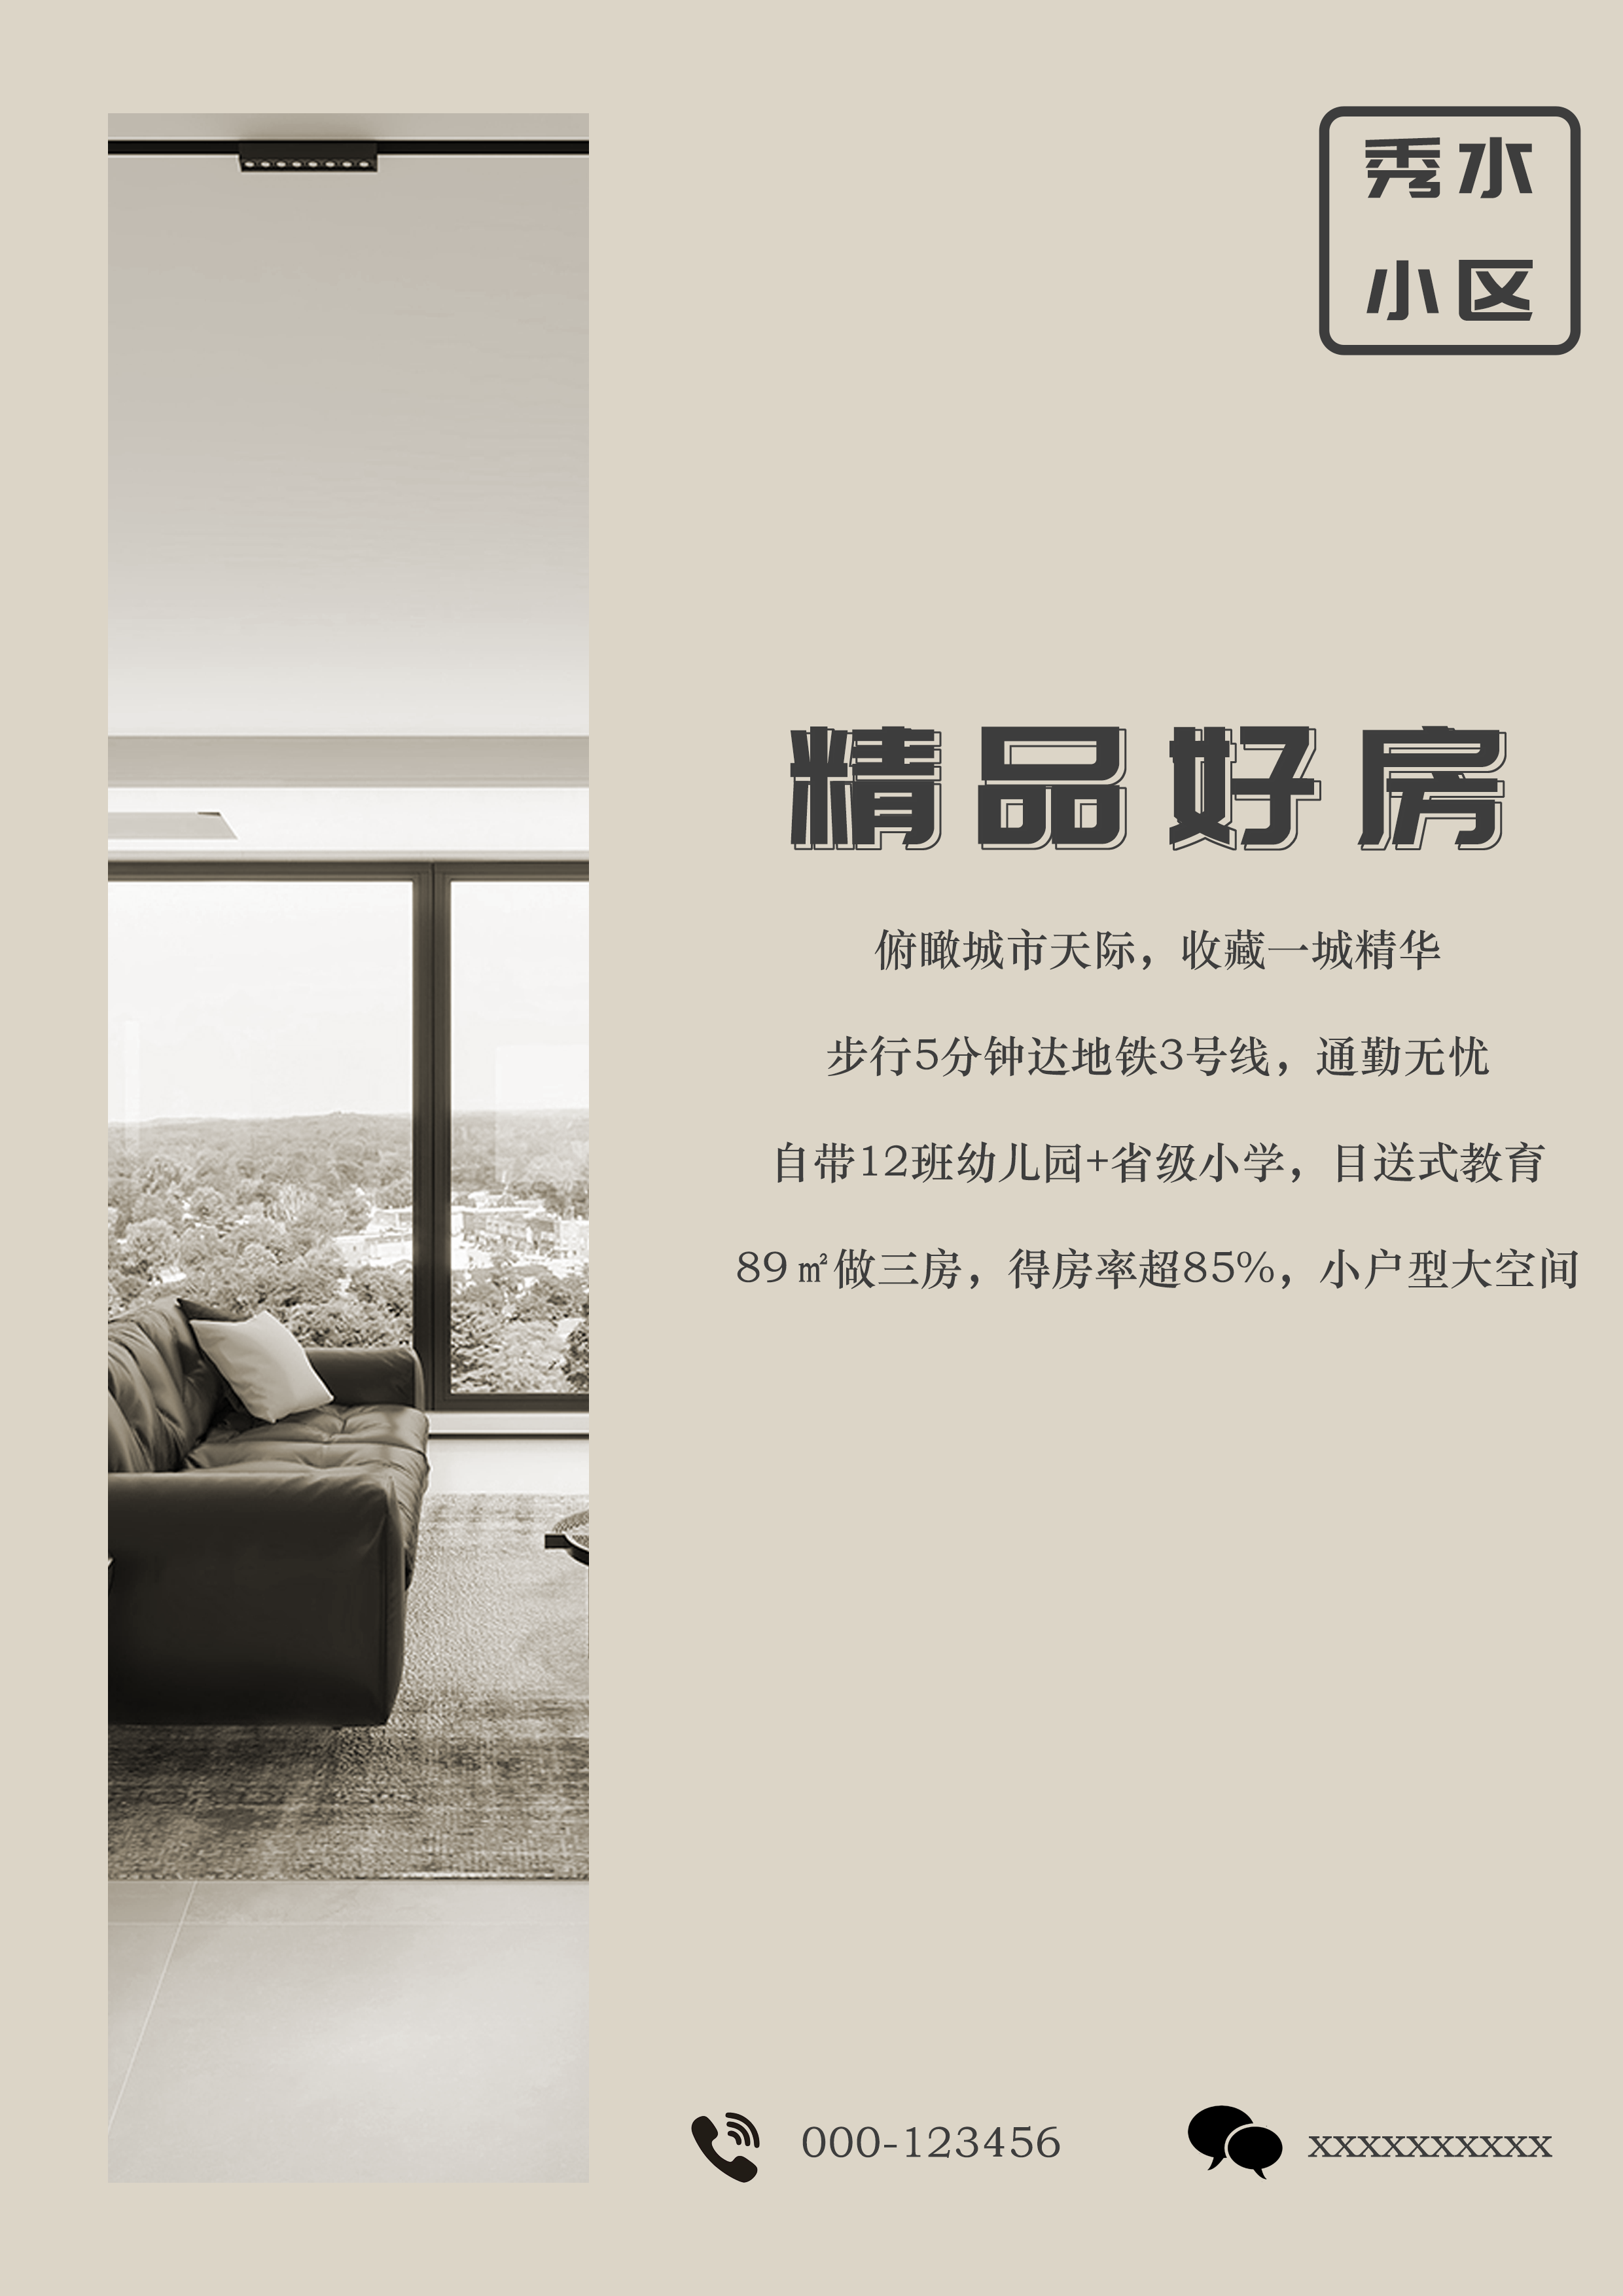 秀水
小区
精品好房
俯瞰城市天际，收藏一城精华
步行5分钟达地铁3号线，通勤无忧
自带12班幼儿园+省级小学，目送式教育
89㎡做三房，得房率超85%，小户型大空间
000-123456
xxxxxxxxxx